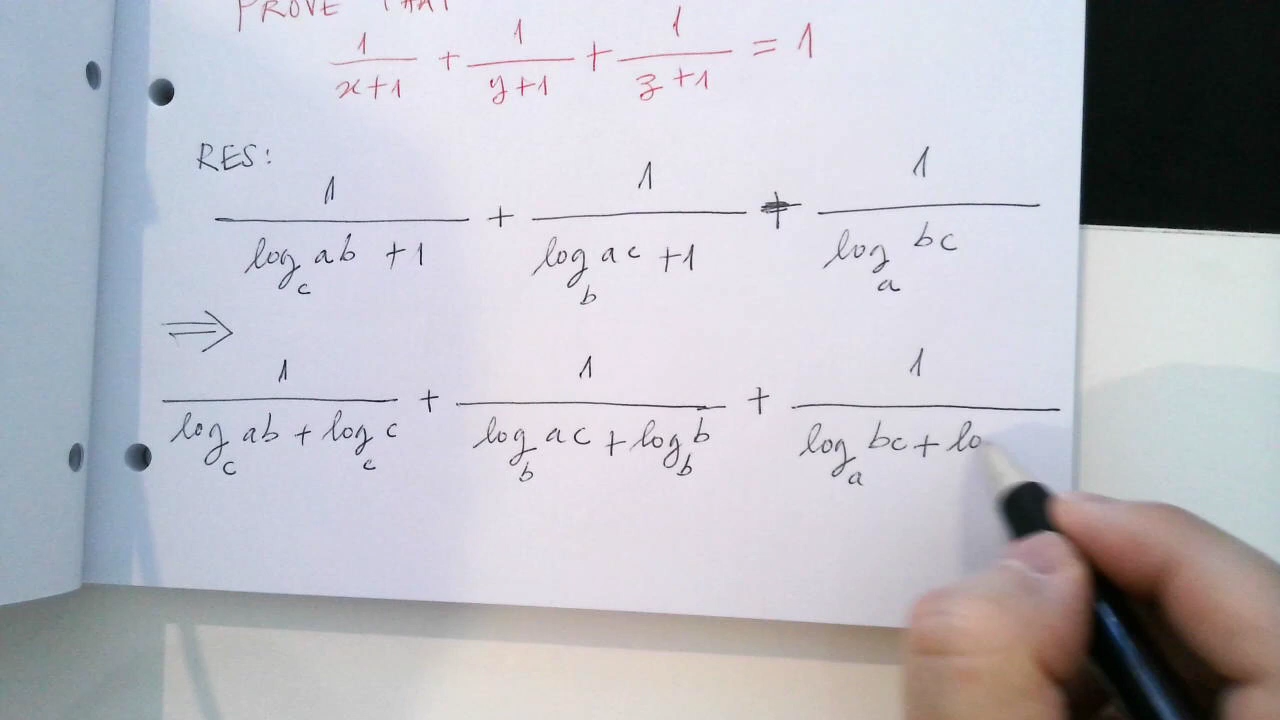 PROVE THAT
1/(x+1) + 1/(y+1) + 1/(z+1) = 1
RES:
1/(log_c ab + 1) + 1/(log_b ac + 1) + 1/(log_a bc)
⇒
1/(log_c ab + log_c c) + 1/(log_b ac + log_b b) + 1/(log_a bc + lo